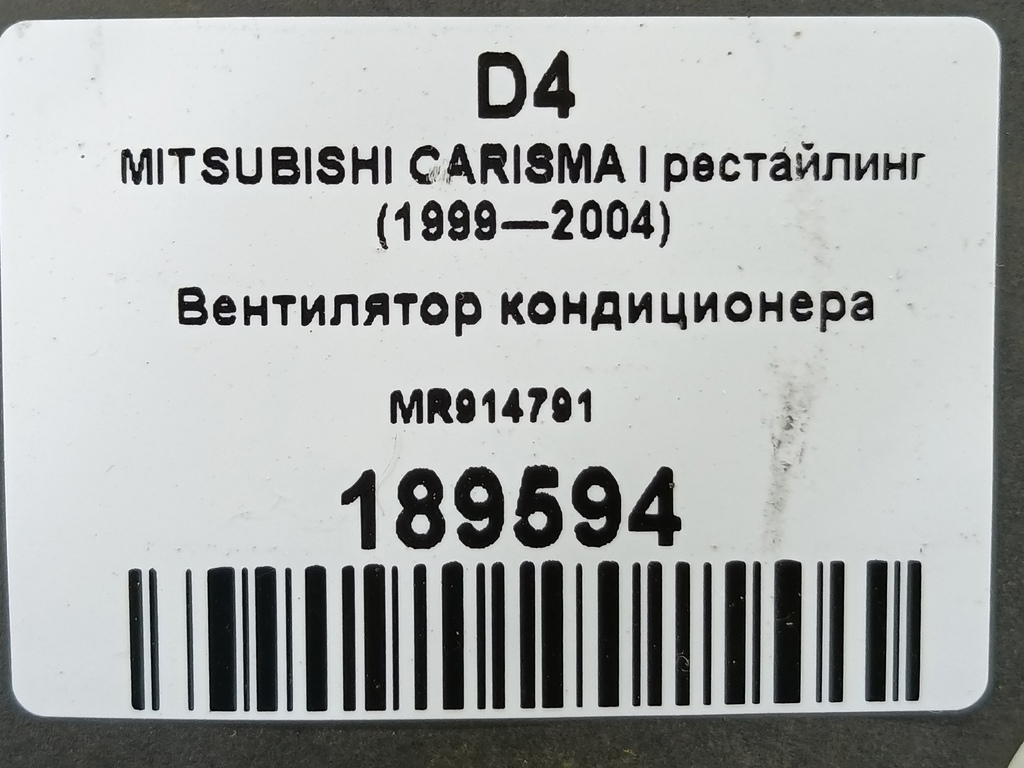 D4
MITSUBISHI CARISMA I рестайлинг
(1999—2004)
Вентилятор кондиционера
MR914791
189594